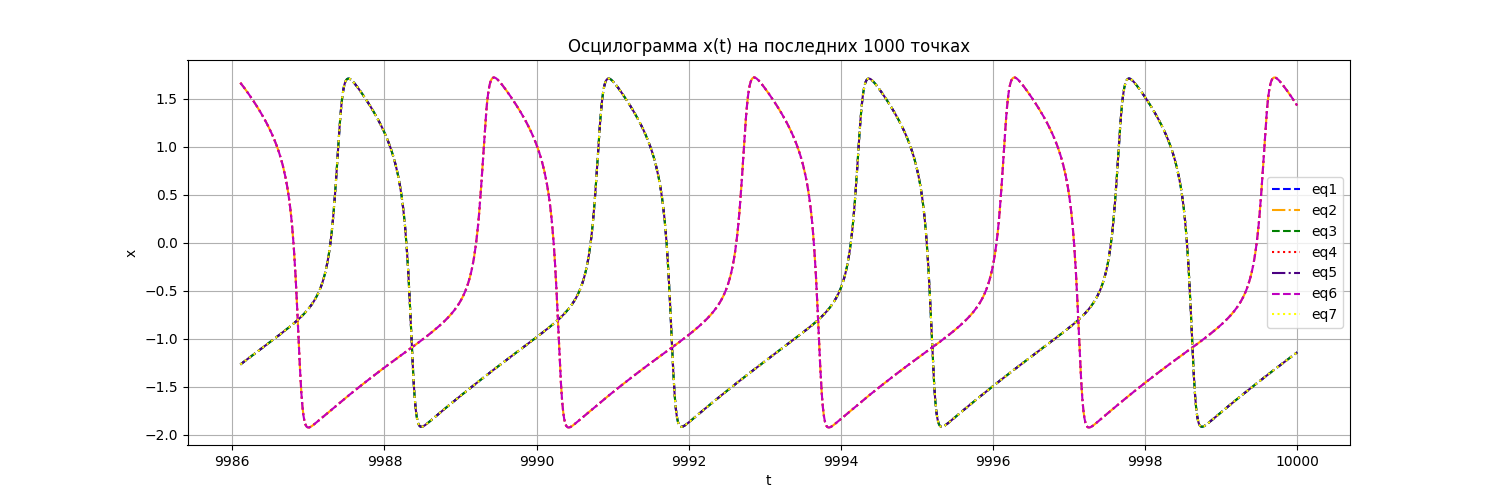 Осцилограмма x(t) на последних 1000 точках
x
1.5
1.0
0.5
0.0
−0.5
−1.0
−1.5
−2.0
eq1
eq2
eq3
eq4
eq5
eq6
eq7
9986 9988 9990 9992 9994 9996 9998 10000
t